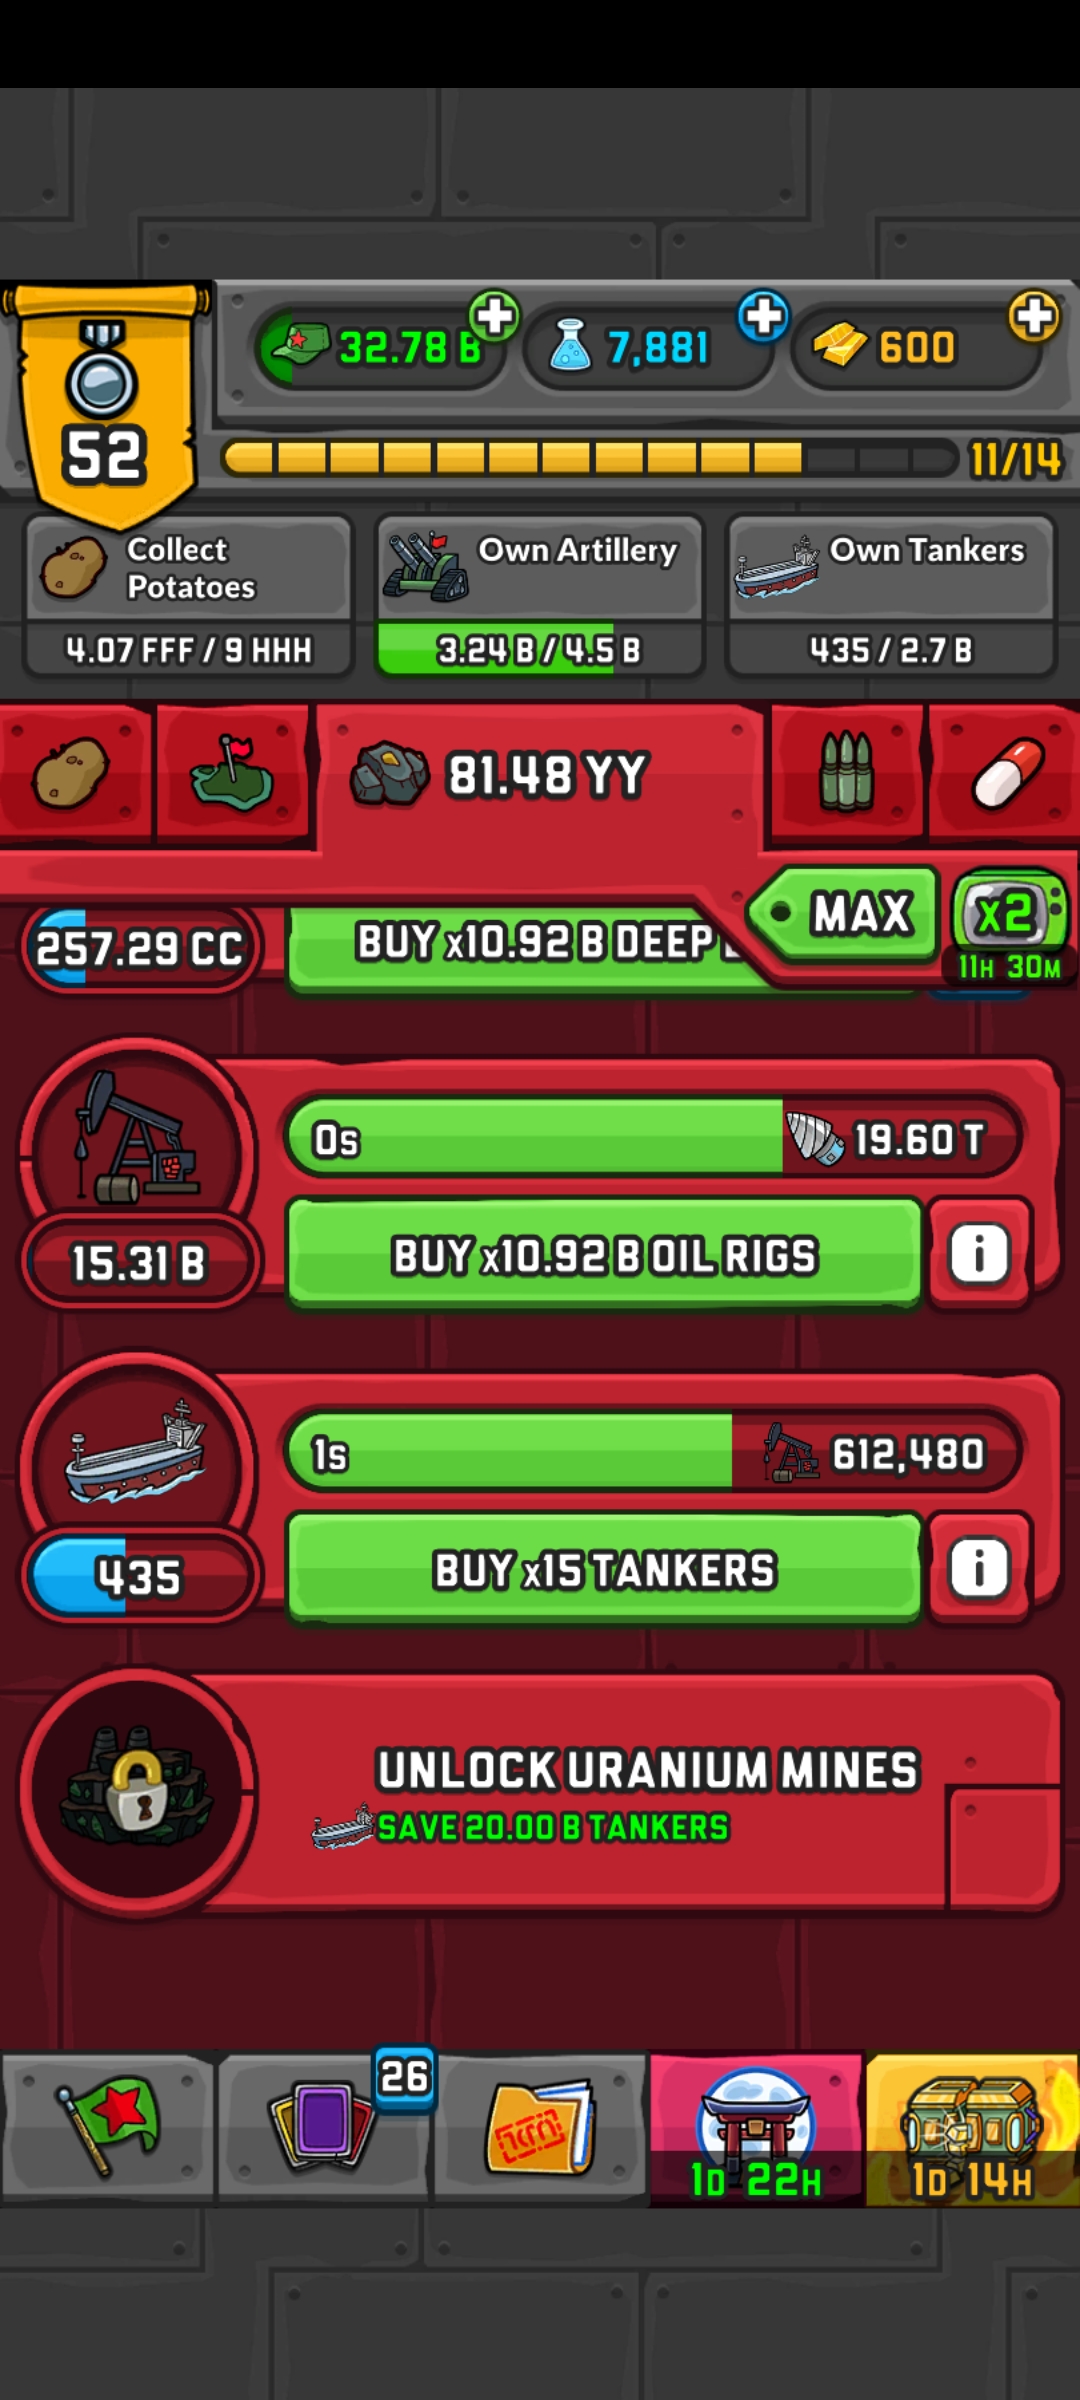 32.78 B
7,881
600
52
11/14
Collect
Potatoes
4.07 FFF / 9 HHH
Own Artillery
3.24 B / 4.5 B
Own Tankers
435 / 2.7 B
81.48 YY
MAX
x2
11H 30M
257.29 CC
BUY x10.92 B DEEP
0s
19.60 T
15.31 B
BUY x10.92 B OIL RIGS
i
1s
612,480
435
BUY x15 TANKERS
i
UNLOCK URANIUM MINES
SAVE 20.00 B TANKERS
26
1D 22H
1D 14H